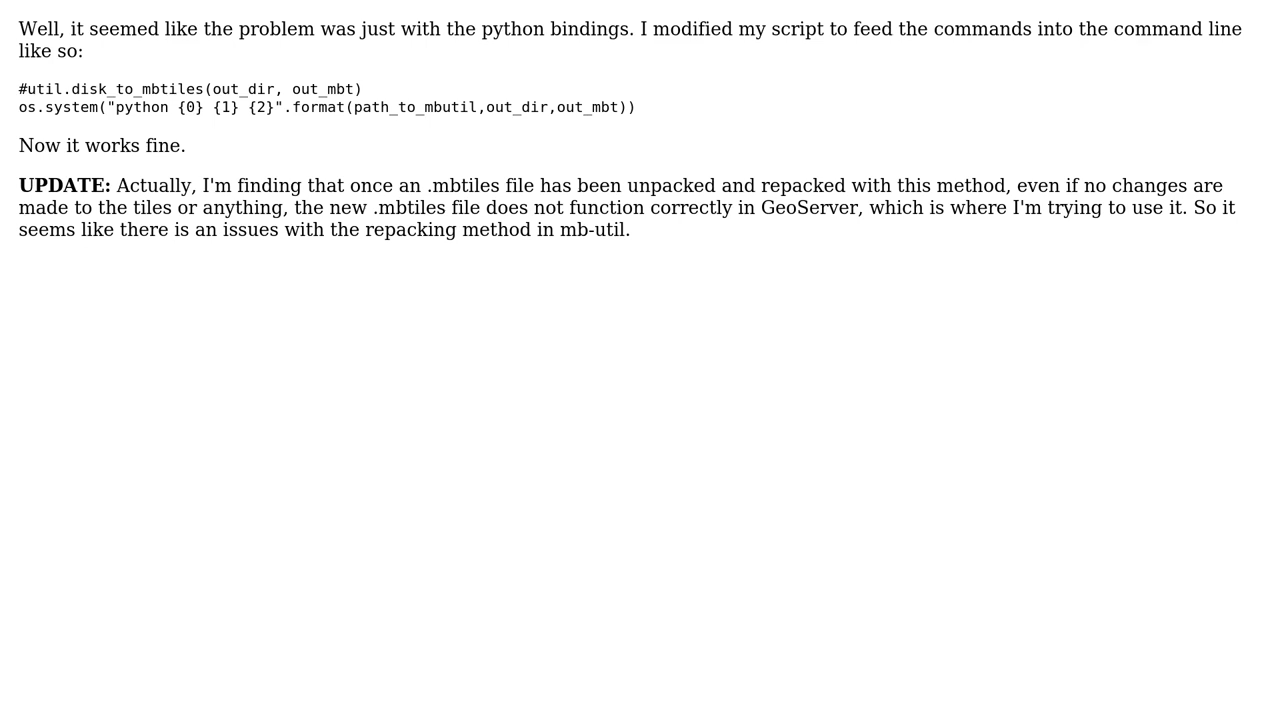 Well, it seemed like the problem was just with the python bindings. I modified my script to feed the commands into the command line
like so:
#util.disk_to_mbtiles(out_dir, out_mbt)
os.system("python {0} {1} {2}".format(path_to_mbutil,out_dir,out_mbt))
Now it works fine.
UPDATE: Actually, I'm finding that once an .mbtiles file has been unpacked and repacked with this method, even if no changes are
made to the tiles or anything, the new .mbtiles file does not function correctly in GeoServer, which is where I'm trying to use it. So it
seems like there is an issues with the repacking method in mb-util.